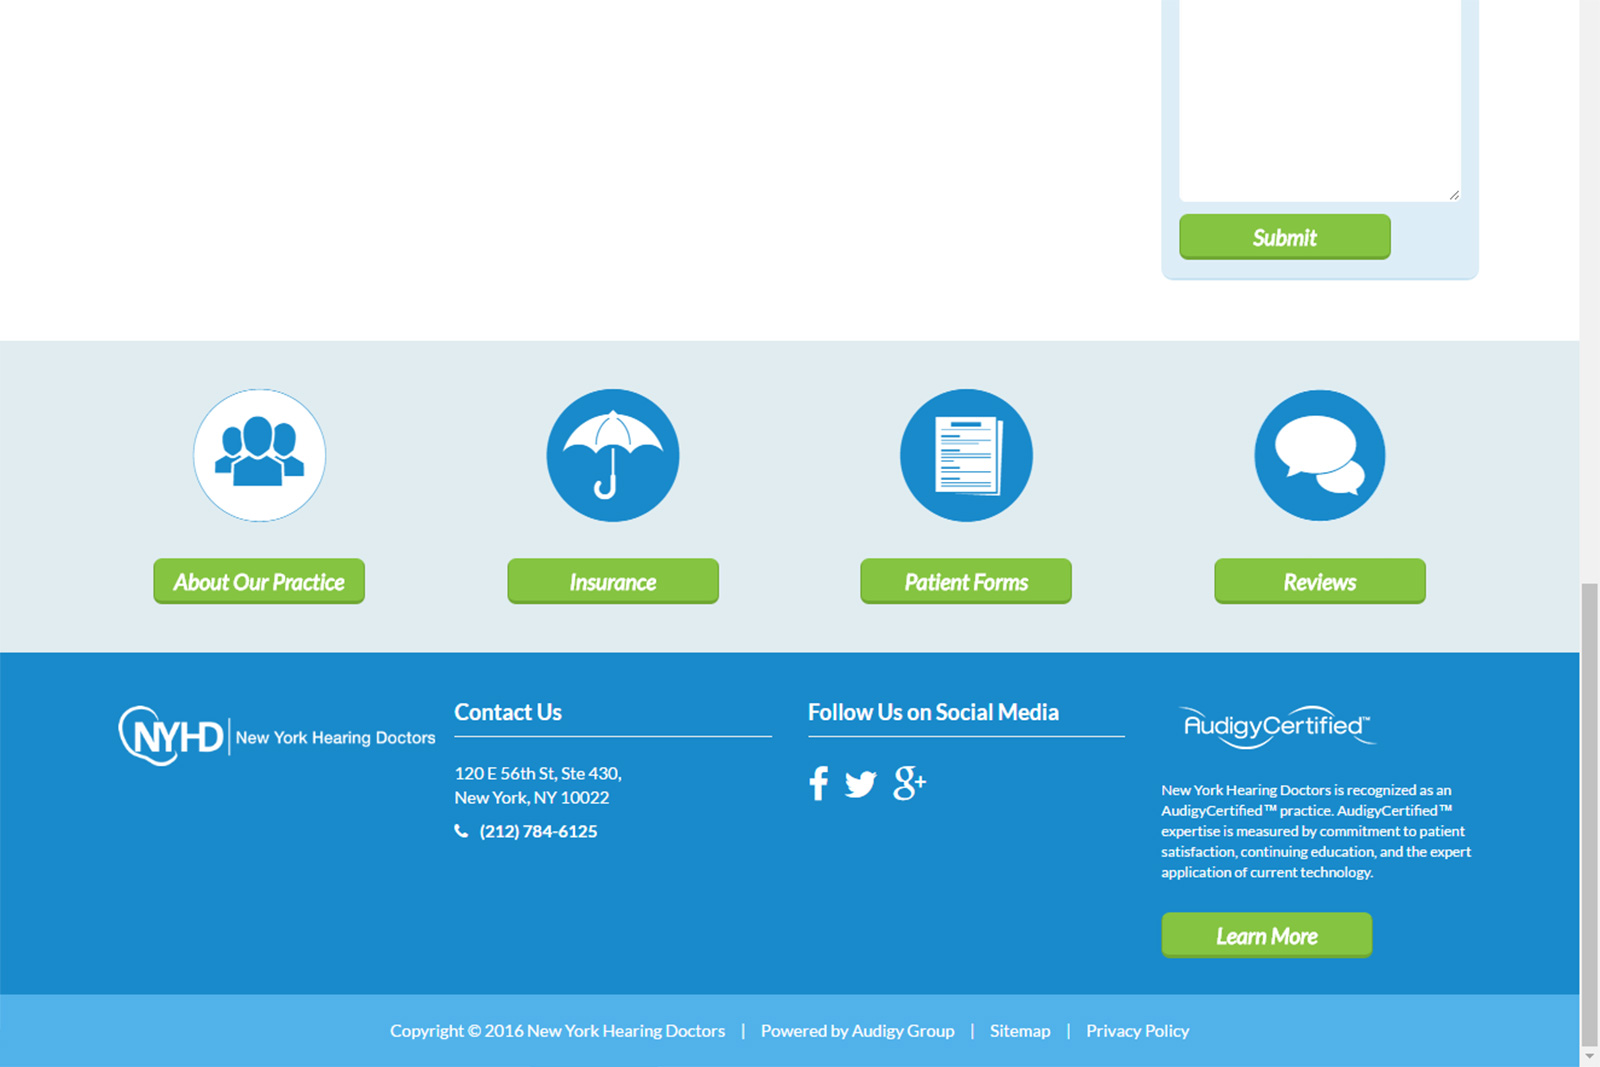 Submit
About Our Practice
Insurance
Patient Forms
Reviews
NYHD New York Hearing Doctors
Contact Us
120 E 56th St, Ste 430,
New York, NY 10022
(212) 784-6125
Follow Us on Social Media
AudigyCertified™
New York Hearing Doctors is recognized as an
AudigyCertified™ practice. AudigyCertified™
expertise is measured by commitment to patient
satisfaction, continuing education, and the expert
application of current technology.
Learn More
Copyright © 2016 New York Hearing Doctors | Powered by Audigy Group | Sitemap | Privacy Policy